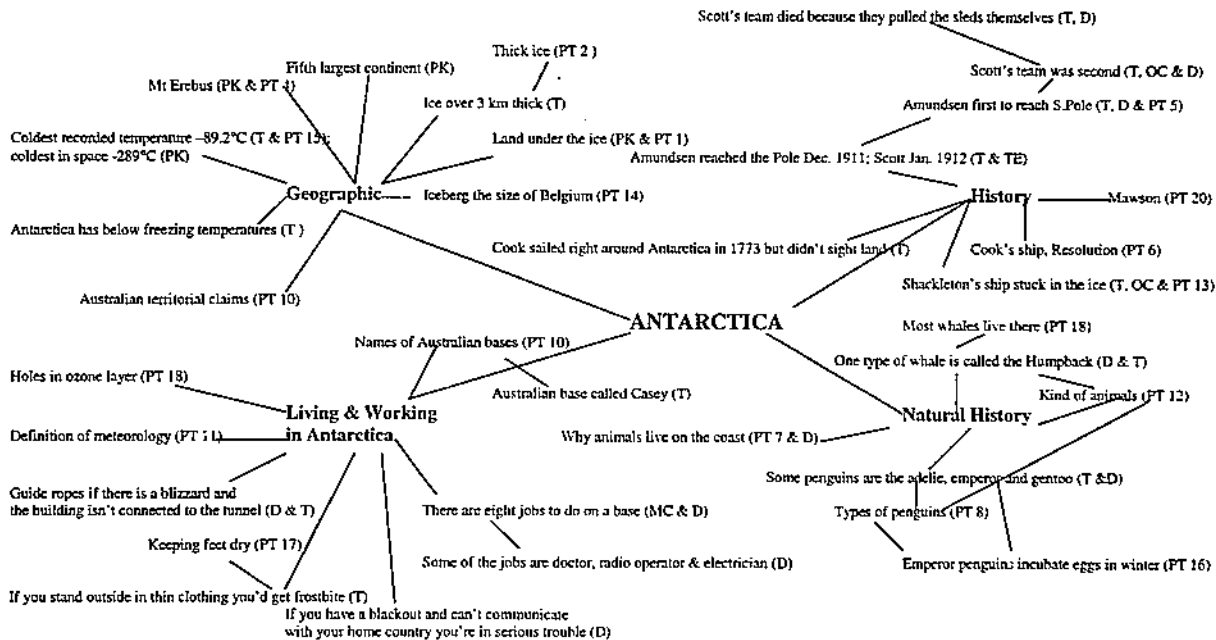 Scott's team died because they pulled the sleds themselves (T, D)
Thick ice (PT 2 )
Fifth largest continent (PK)
Scott's team was second (T, OC & D)
Mt Erebus (PK & PT 4)
Ice over 3 km thick (T)
Amundsen first to reach S.Pole (T, D & PT 5)
Coldest recorded temperature –89.2°C (T & PT 15);
coldest in space -289°C (PK)
Land under the ice (PK & PT 1)
Amundsen reached the Pole Dec. 1911; Scott Jan. 1912 (T & TE)
Geographic
Iceberg the size of Belgium (PT 14)
History
Mawson (PT 20)
Antarctica has below freezing temperatures (T )
Cook sailed right around Antarctica in 1773 but didn't sight land (T)
Cook's ship, Resolution (PT 6)
Shackleton's ship stuck in the ice (T, OC & PT 13)
Australian territorial claims (PT 10)
ANTARCTICA
Most whales live there (PT 18)
Names of Australian bases (PT 10)
One type of whale is called the Humpback (D & T)
Holes in ozone layer (PT 18)
Australian base called Casey (T)
Kind of animals (PT 12)
Living & Working
in Antarctica
Natural History
Definition of meteorology (PT 11)
Why animals live on the coast (PT 7 & D)
Some penguins are the adelie, emperor and gentoo (T &D)
Guide ropes if there is a blizzard and
the building isn't connected to the tunnel (D & T)
There are eight jobs to do on a base (MC & D)
Types of penguins (PT 8)
Keeping feet dry (PT 17)
Some of the jobs are doctor, radio operator & electrician (D)
Emperor penguins incubate eggs in winter (PT 16)
If you stand outside in thin clothing you'd get frostbite (T)
If you have a blackout and can't communicate
with your home country you're in serious trouble (D)